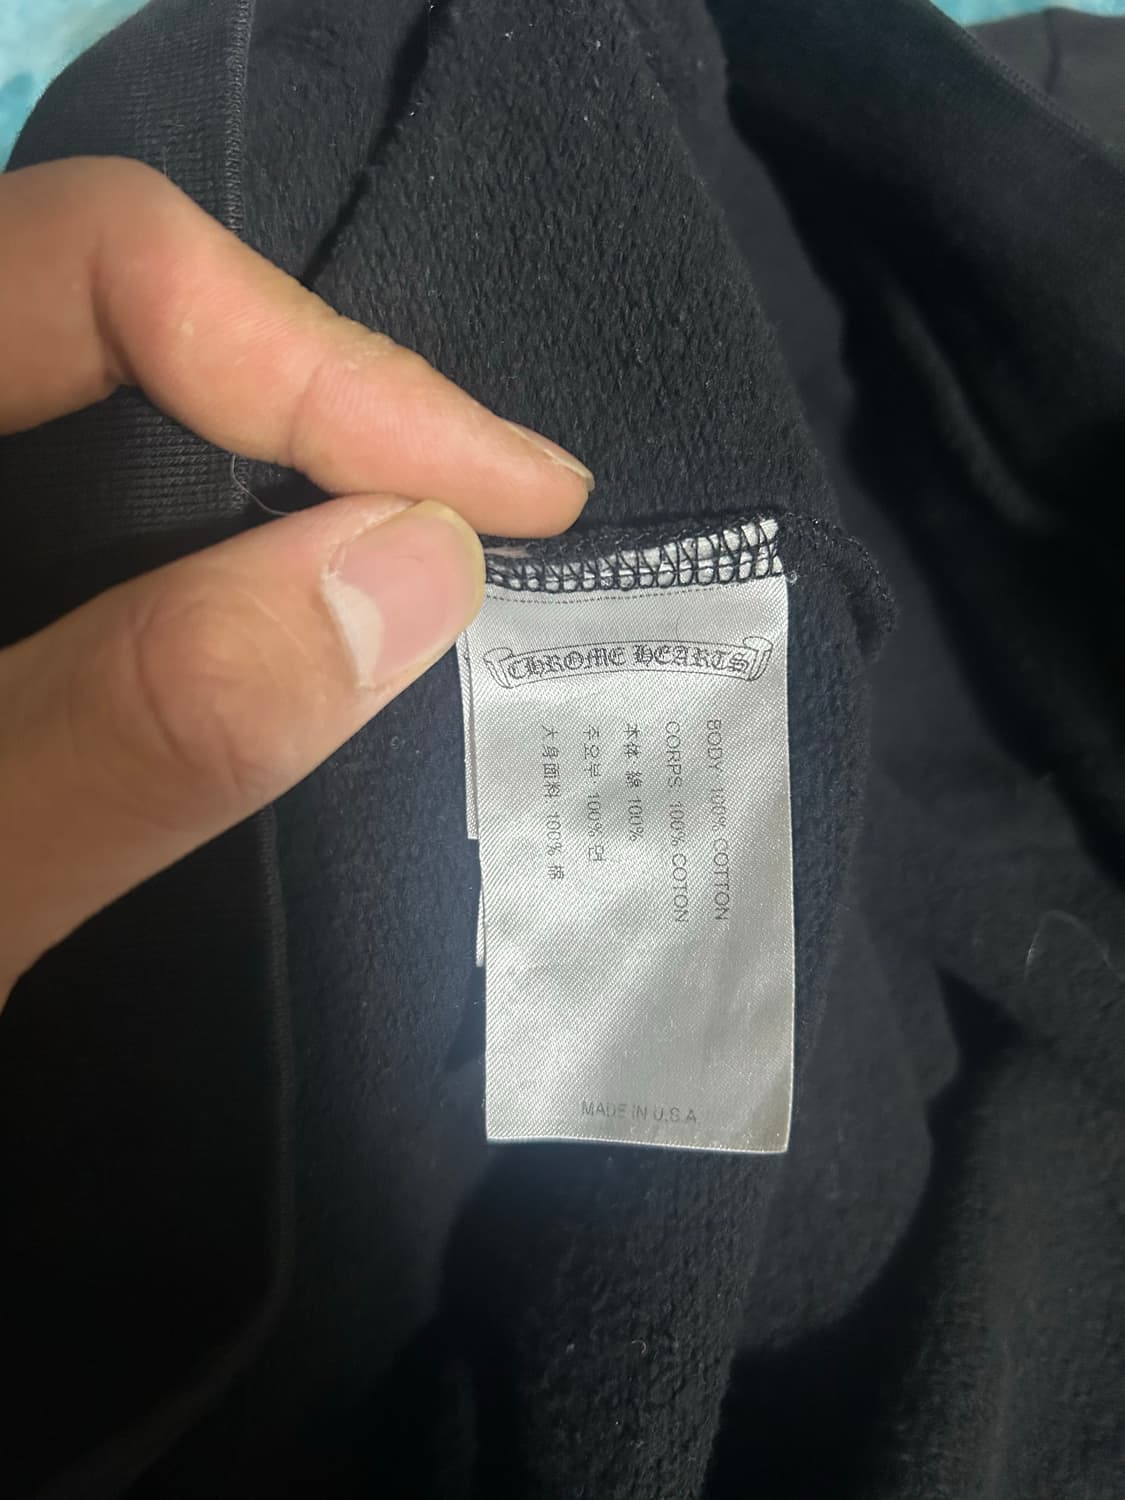 CHROME HEARTS
BODY 100% COTTON
CORPS 100% COTON
本体 綿 100%
주요부 100% 면
大身面料 100% 棉
MADE IN U.S.A